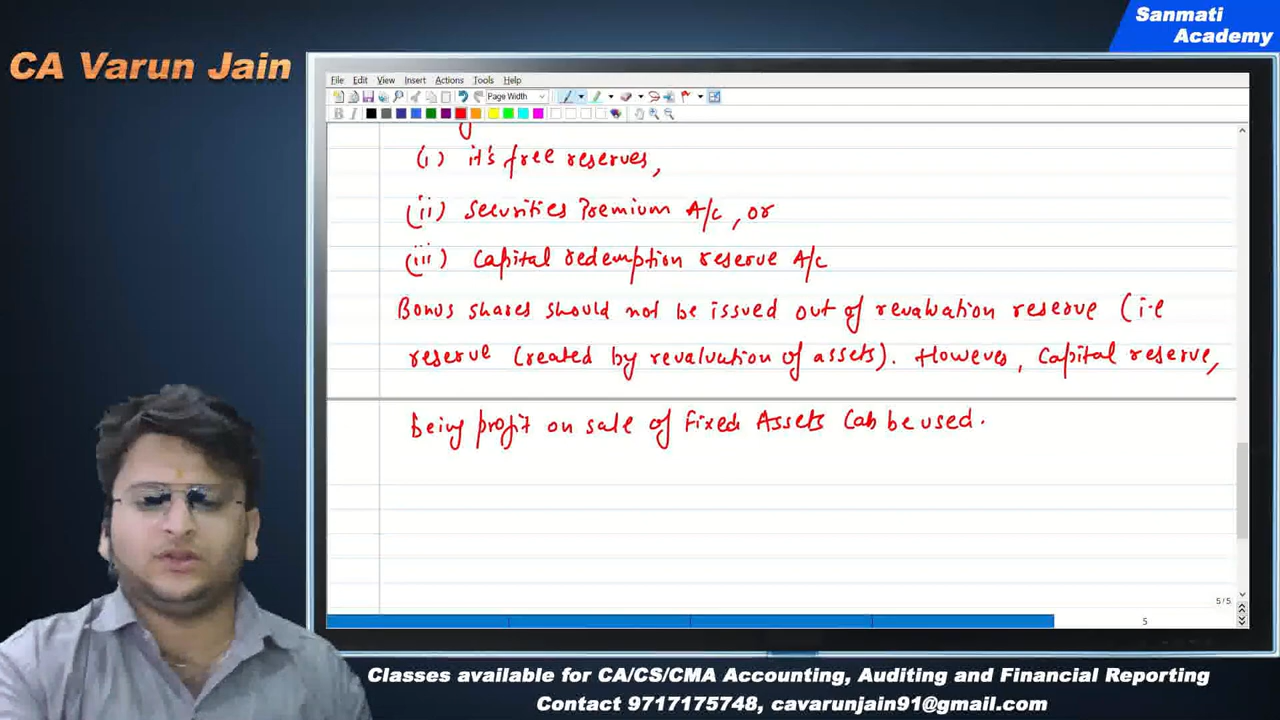 Sanmati
Academy
CA Varun Jain
File Edit View Insert Actions Tools Help
Page Width
(i) it's free reserves,
(ii) Securities Premium A/c, or
(iii) Capital redemption reserve A/c
Bonus shares should not be issued out of revaluation reserve (i.e
reserve created by revaluation of assets). However, Capital reserve,
being profit on sale of Fixed Assets can be used.
5/5
5
Classes available for CA/CS/CMA Accounting, Auditing and Financial Reporting
Contact 9717175748, cavarunjain91@gmail.com